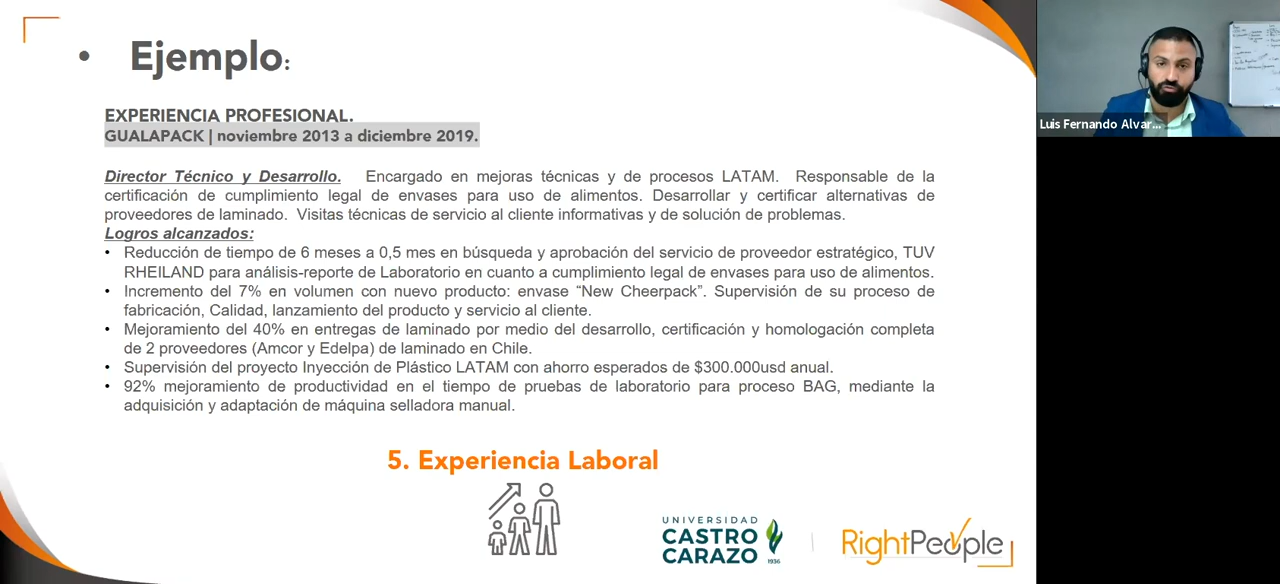 • Ejemplo:
EXPERIENCIA PROFESIONAL.
GUALAPACK | noviembre 2013 a diciembre 2019.
Director Técnico y Desarrollo. Encargado en mejoras técnicas y de procesos LATAM. Responsable de la
certificación de cumplimiento legal de envases para uso de alimentos. Desarrollar y certificar alternativas de
proveedores de laminado. Visitas técnicas de servicio al cliente informativas y de solución de problemas.
Logros alcanzados:
• Reducción de tiempo de 6 meses a 0,5 mes en búsqueda y aprobación del servicio de proveedor estratégico, TUV
RHEILAND para análisis-reporte de Laboratorio en cuanto a cumplimiento legal de envases para uso de alimentos.
• Incremento del 7% en volumen con nuevo producto: envase “New Cheerpack”. Supervisión de su proceso de
fabricación, Calidad, lanzamiento del producto y servicio al cliente.
• Mejoramiento del 40% en entregas de laminado por medio del desarrollo, certificación y homologación completa
de 2 proveedores (Amcor y Edelpa) de laminado en Chile.
• Supervisión del proyecto Inyección de Plástico LATAM con ahorro esperados de $300.000usd anual.
• 92% mejoramiento de productividad en el tiempo de pruebas de laboratorio para proceso BAG, mediante la
adquisición y adaptación de máquina selladora manual.
5. Experiencia Laboral
UNIVERSIDAD
CASTRO
CARAZO
1936
RightPeople
Luis Fernando Alvar...